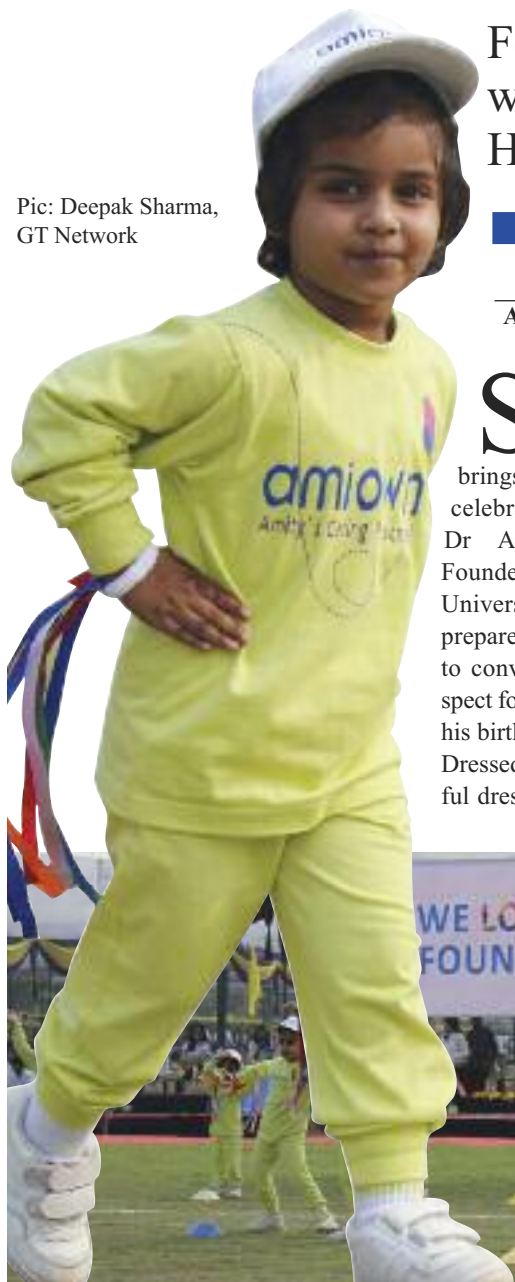 F
w
H
Pic: Deepak Sharma,
GT Network
A
S
brings
celebr
Dr A
Founde
Univers
prepare
to conv
spect fo
his birth
Dressed
ful dres
amiown
WE LO
FOUN